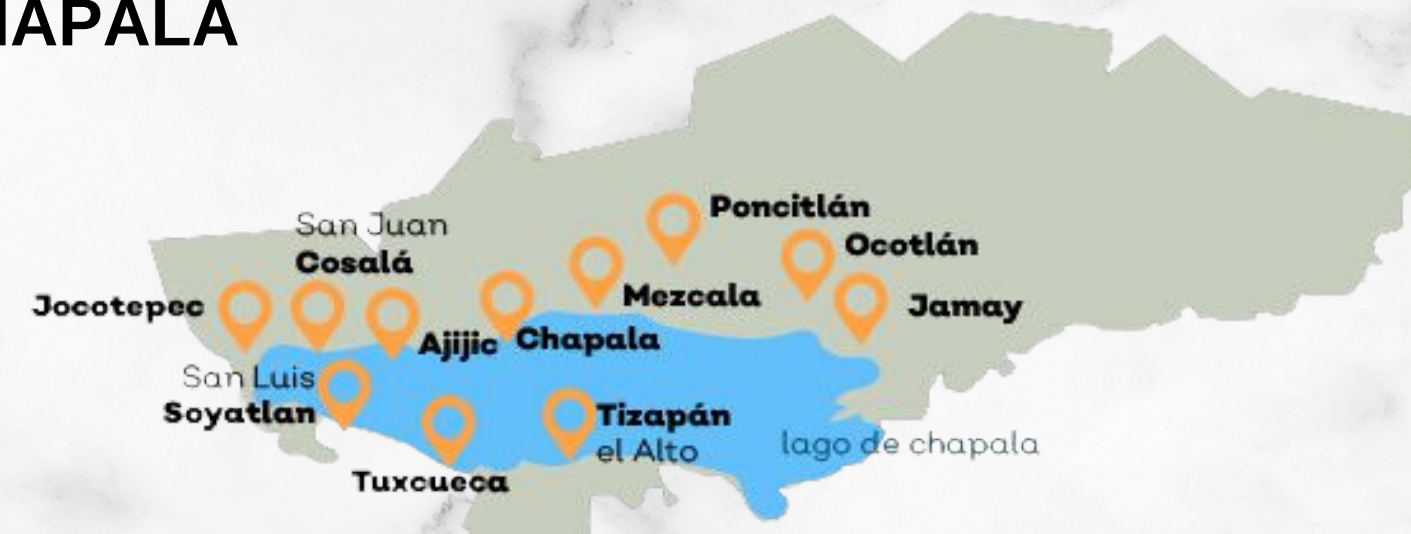 HAPALA
Poncitlán
San Juan
Cosalá
Ocotlán
Jocotepec
Mezcala
Jamay
Ajijic
Chapala
San Luis
Soyatlan
Tizapán
el Alto
lago de chapala
Tuxcueca